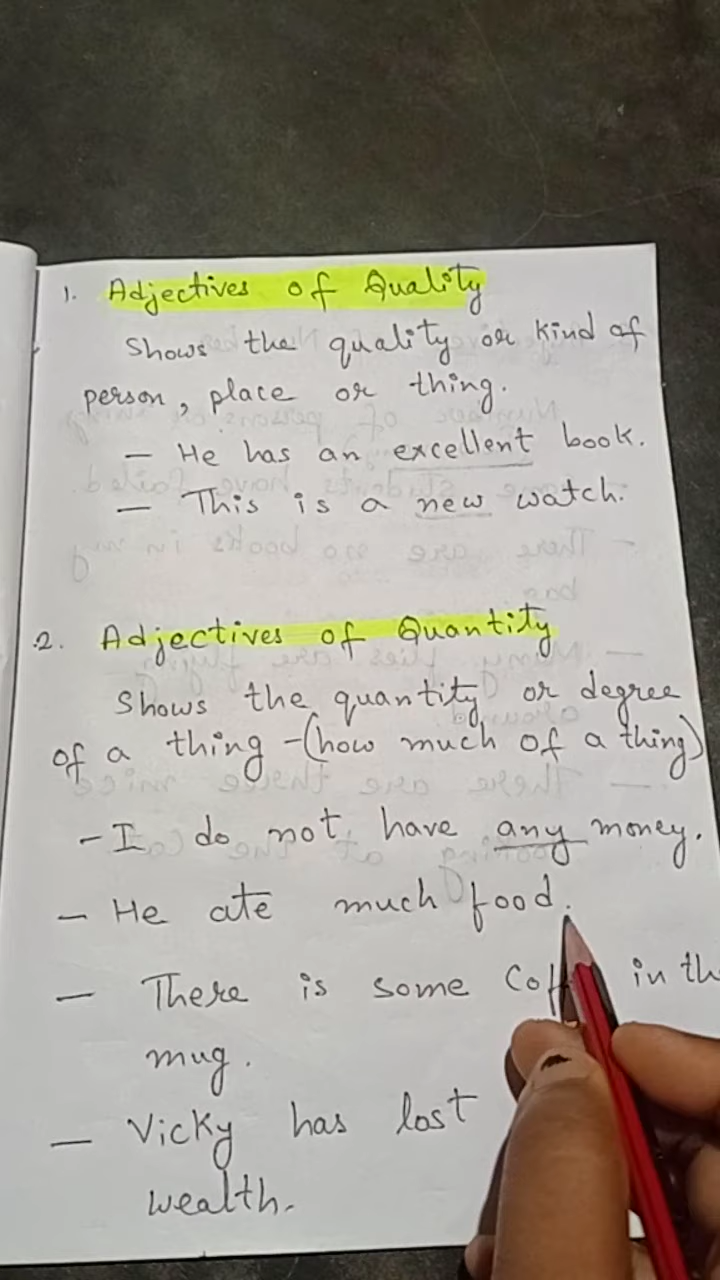 1. Adjectives of Quality
Shows the quality or kind of
person, place or thing.
- He has an excellent book.
- This is a new watch.
2. Adjectives of Quantity
Shows the quantity or degree
of a thing - (how much of a thing)
- I do not have any money.
- He ate much food.
- There is some in
mug.
- Vicky has lost
wealth.